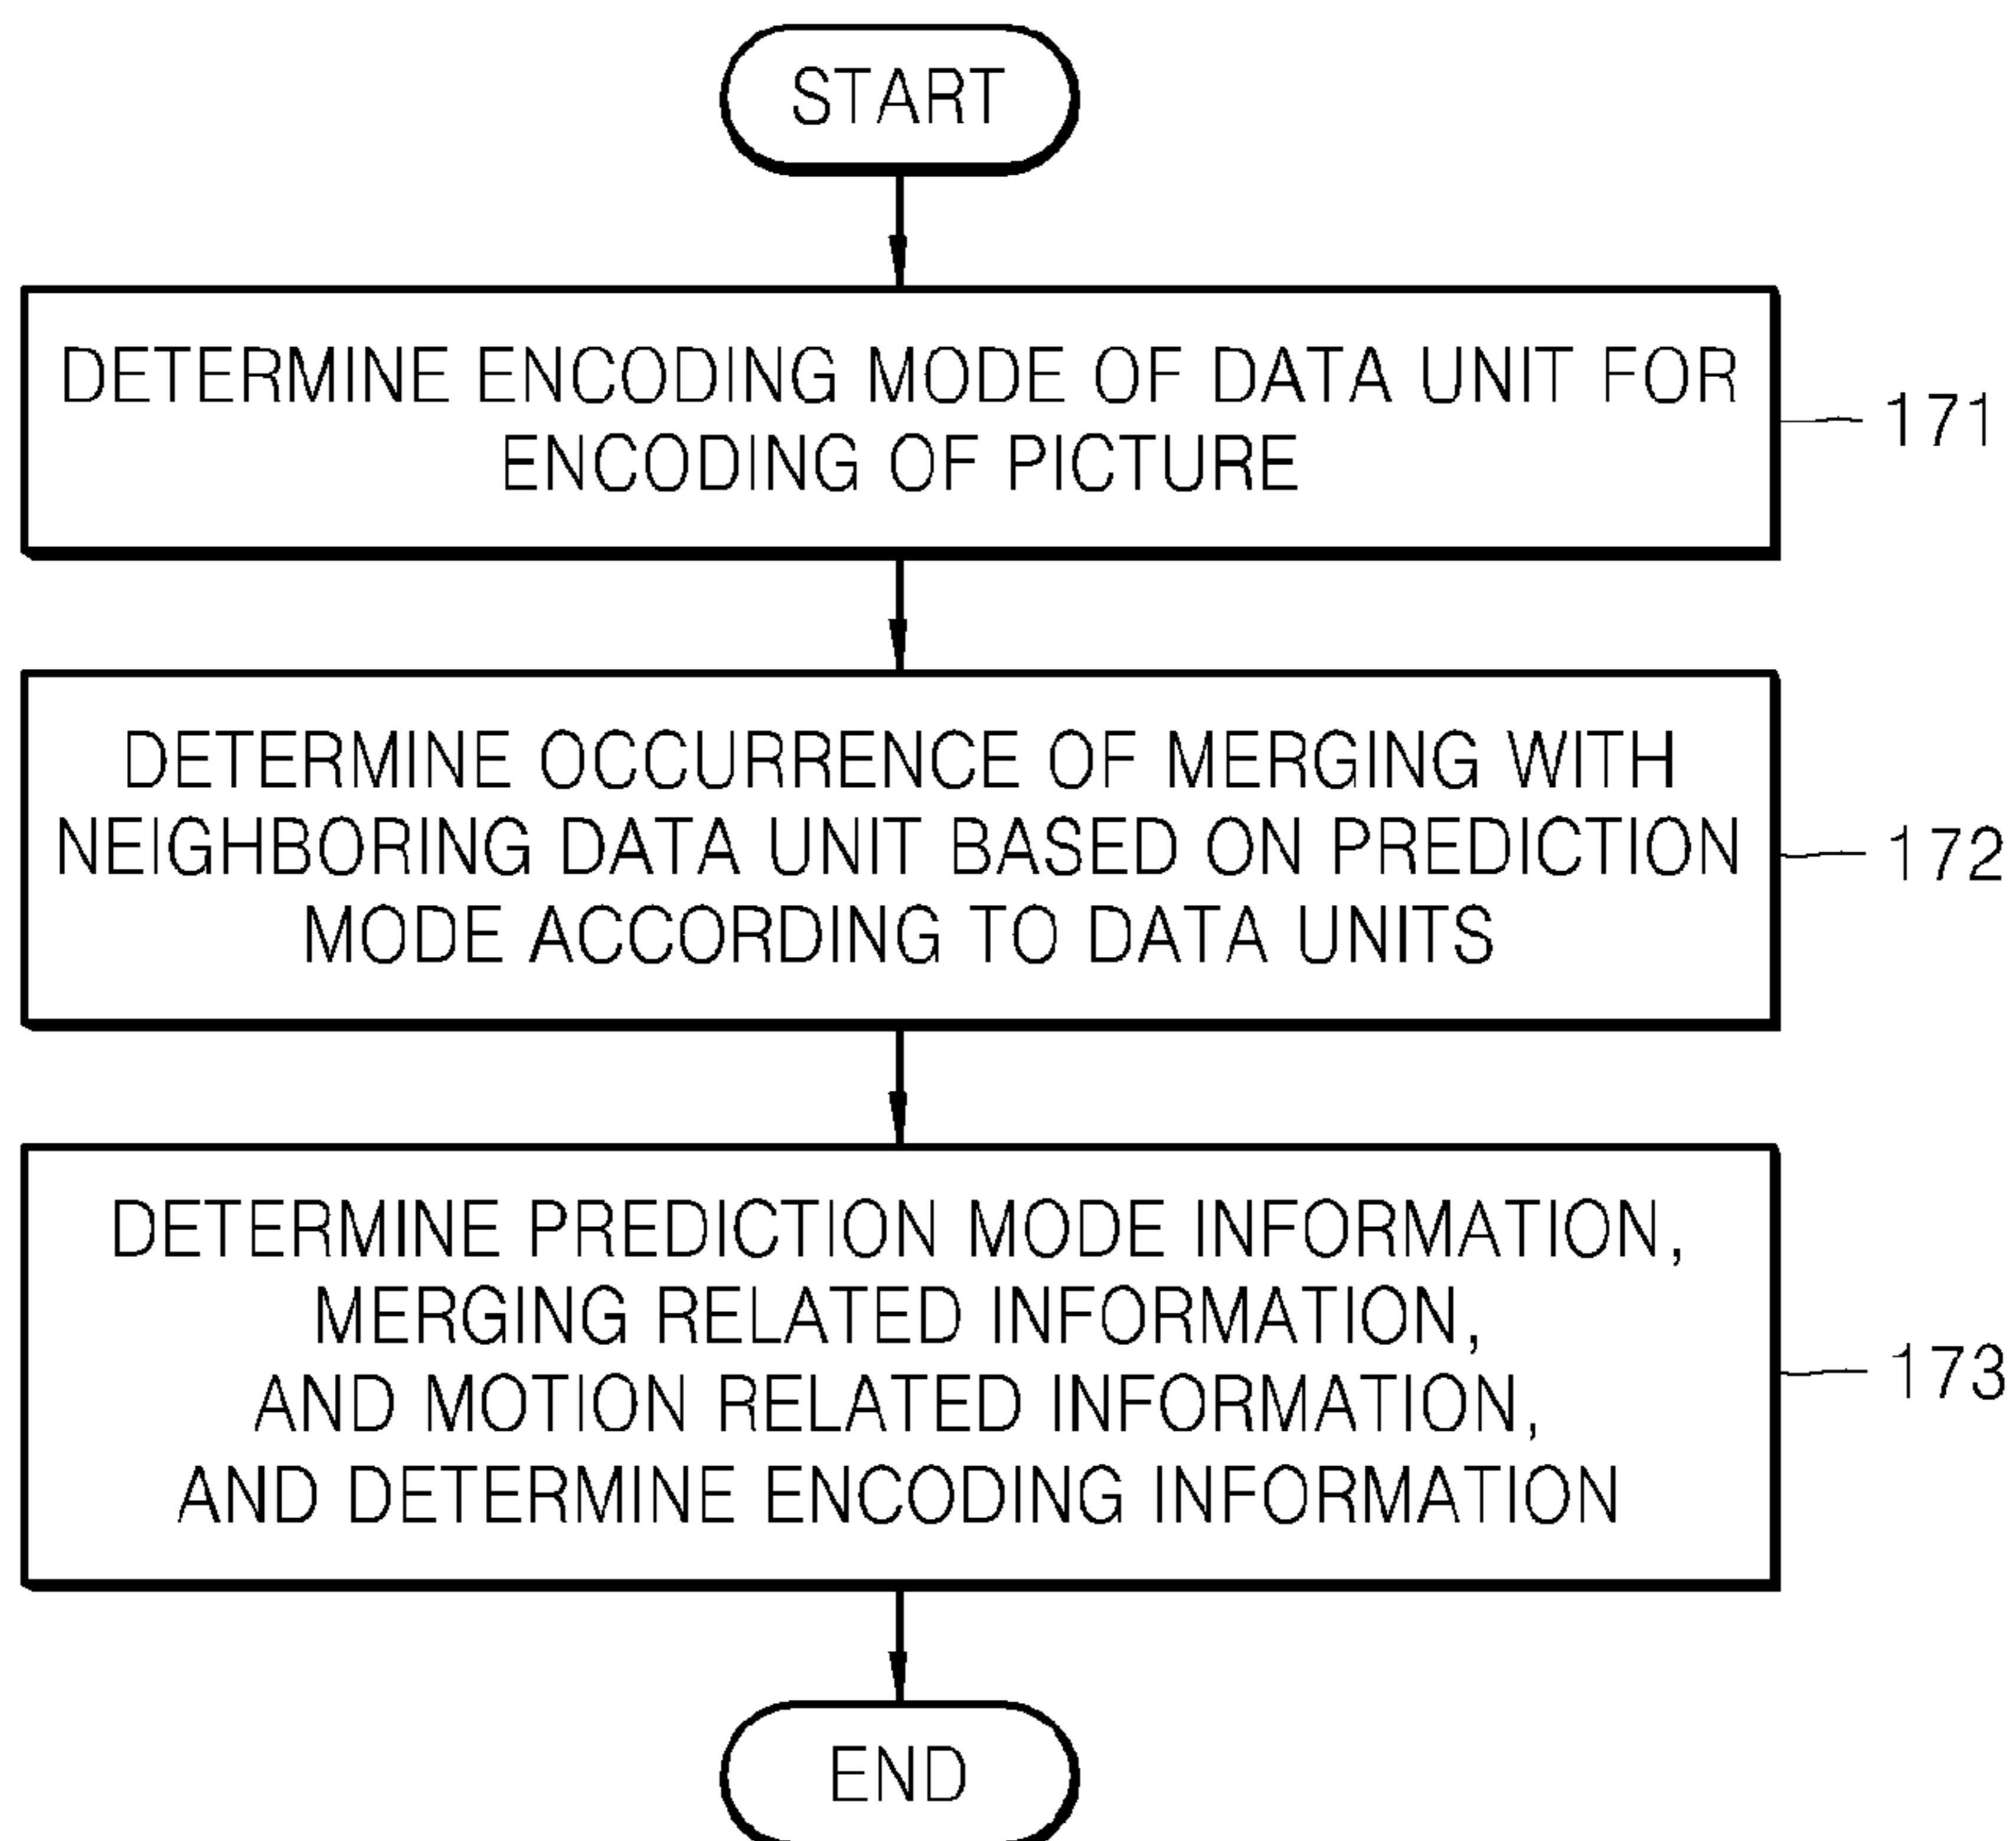 START
DETERMINE ENCODING MODE OF DATA UNIT FOR
ENCODING OF PICTURE
171
DETERMINE OCCURRENCE OF MERGING WITH
NEIGHBORING DATA UNIT BASED ON PREDICTION
MODE ACCORDING TO DATA UNITS
172
DETERMINE PREDICTION MODE INFORMATION,
MERGING RELATED INFORMATION,
AND MOTION RELATED INFORMATION,
AND DETERMINE ENCODING INFORMATION
173
END